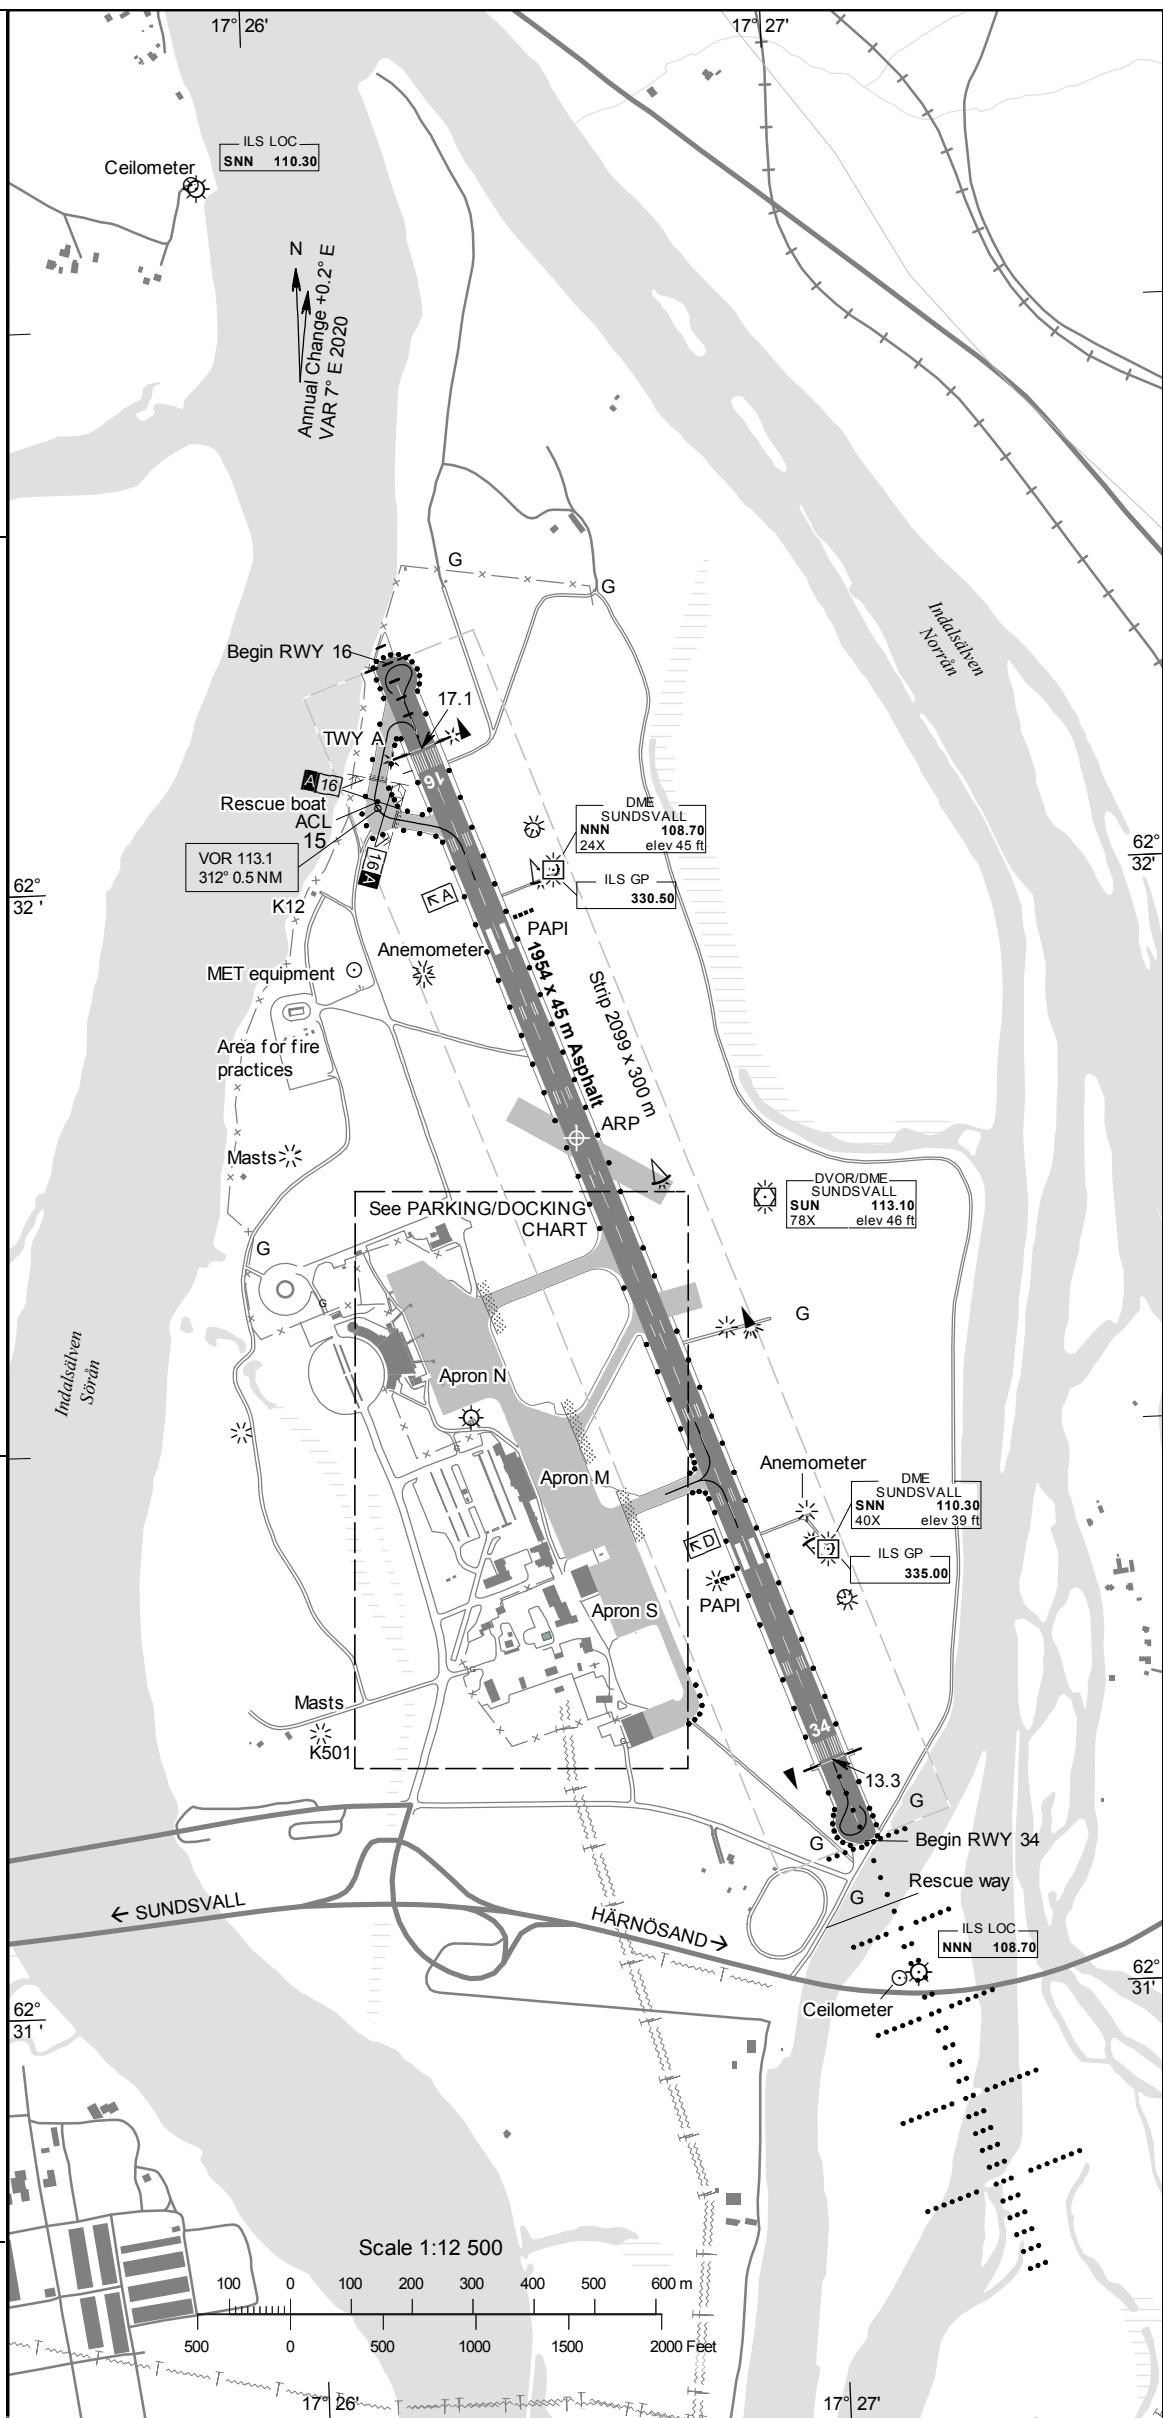 17° 26'
17° 27'
ILS LOC
SNN 110.30
Ceilometer
N
Annual Change +0.2° E
VAR 7° E 2020
G
G
Indalsälven
Norrån
Begin RWY 16
17.1
TWY A
16
A 16
Rescue boat
ACL
15
16 A
VOR 113.1
312° 0.5 NM
DME
SUNDSVALL
NNN 108.70
24X elev 45 ft
ILS GP
330.50
62°
32'
62°
32 '
A
K12
PAPI
Anemometer
MET equipment
1954 x 45 m Asphalt
Strip 2099 x 300 m
Area for fire
practices
ARP
Masts
DVOR/DME
SUNDSVALL
SUN 113.10
78X elev 46 ft
See PARKING/DOCKING
CHART
G
G
G
Indalsälven
Sörån
Apron N
G
Apron M
Anemometer
DME
SUNDSVALL
SNN 110.30
40X elev 39 ft
ILS GP
335.00
D
PAPI
Apron S
G
Masts
K501
G
34
13.3
G
G
Begin RWY 34
Rescue way
G
← SUNDSVALL
HÄRNÖSAND →
ILS LOC
NNN 108.70
Ceilometer
62°
31'
62°
31 '
Scale 1:12 500
100 0 100 200 300 400 500 600 m
500 0 500 1000 1500 2000 Feet
17° 26'
17° 27'